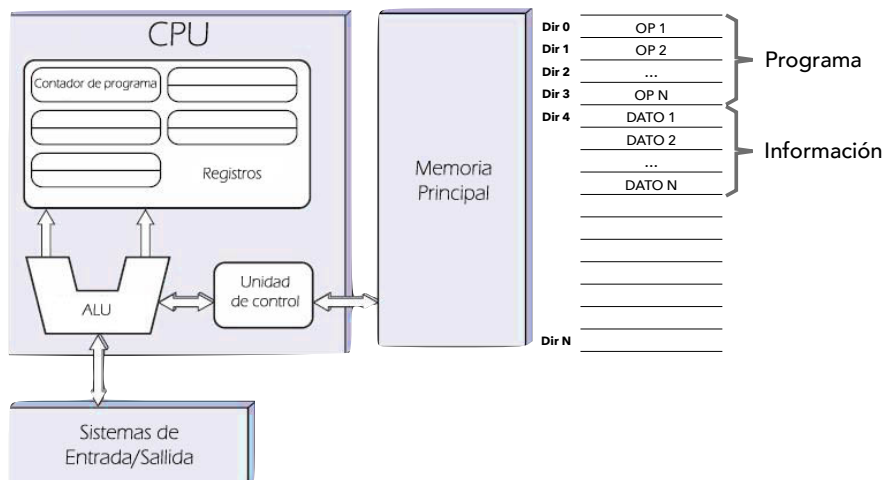 CPU
Contador de programa
Registros
ALU
Unidad
de control
Memoria
Principal
Sistemas de
Entrada/Sallida
Dir 0 OP 1
Dir 1 OP 2
Dir 2 ...
Dir 3 OP N
Dir 4 DATO 1
DATO 2
...
DATO N
Dir N
Programa
Información